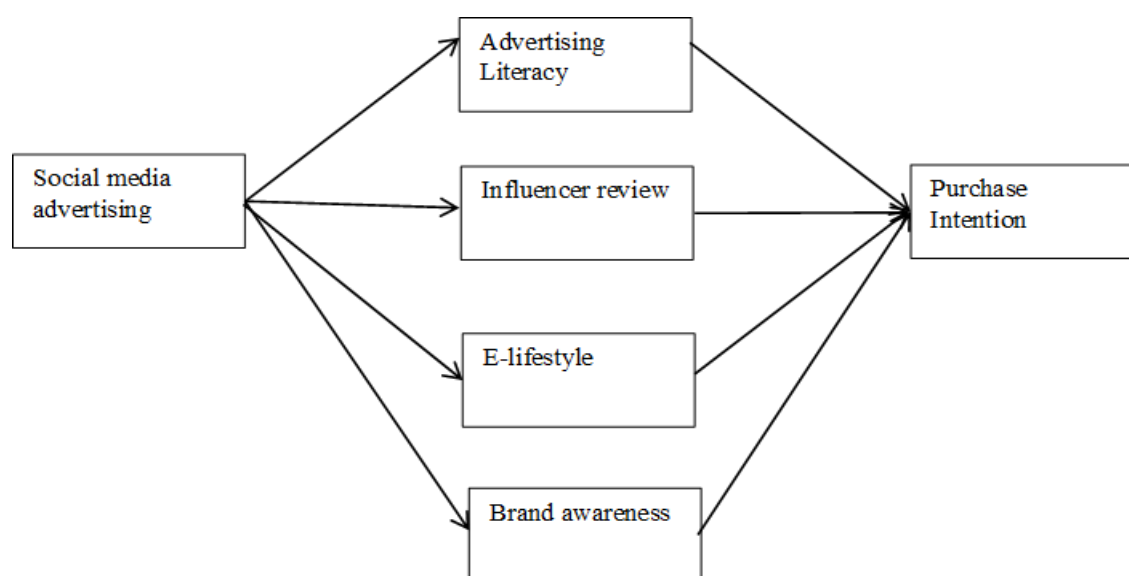 Advertising
Literacy
Social media
advertising
Influencer review
Purchase
Intention
E-lifestyle
Brand awareness